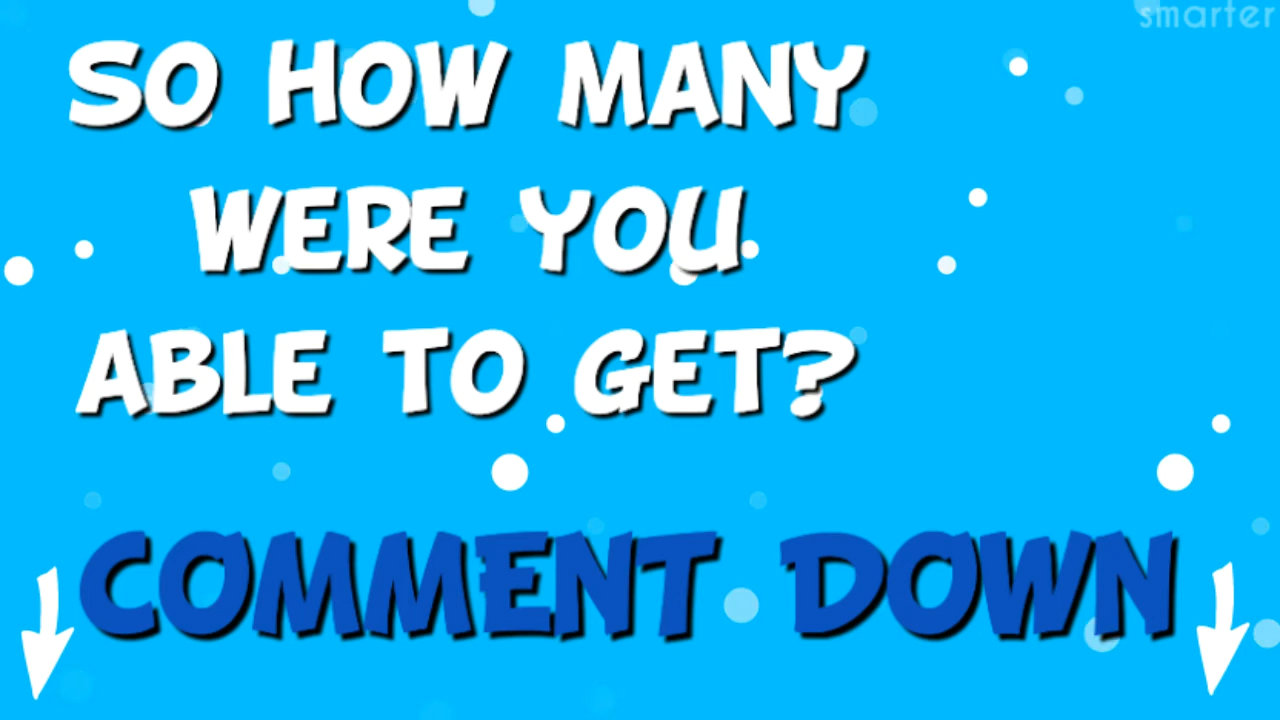 smarter
SO HOW MANY
WERE YOU
ABLE TO GET?
COMMENT DOWN